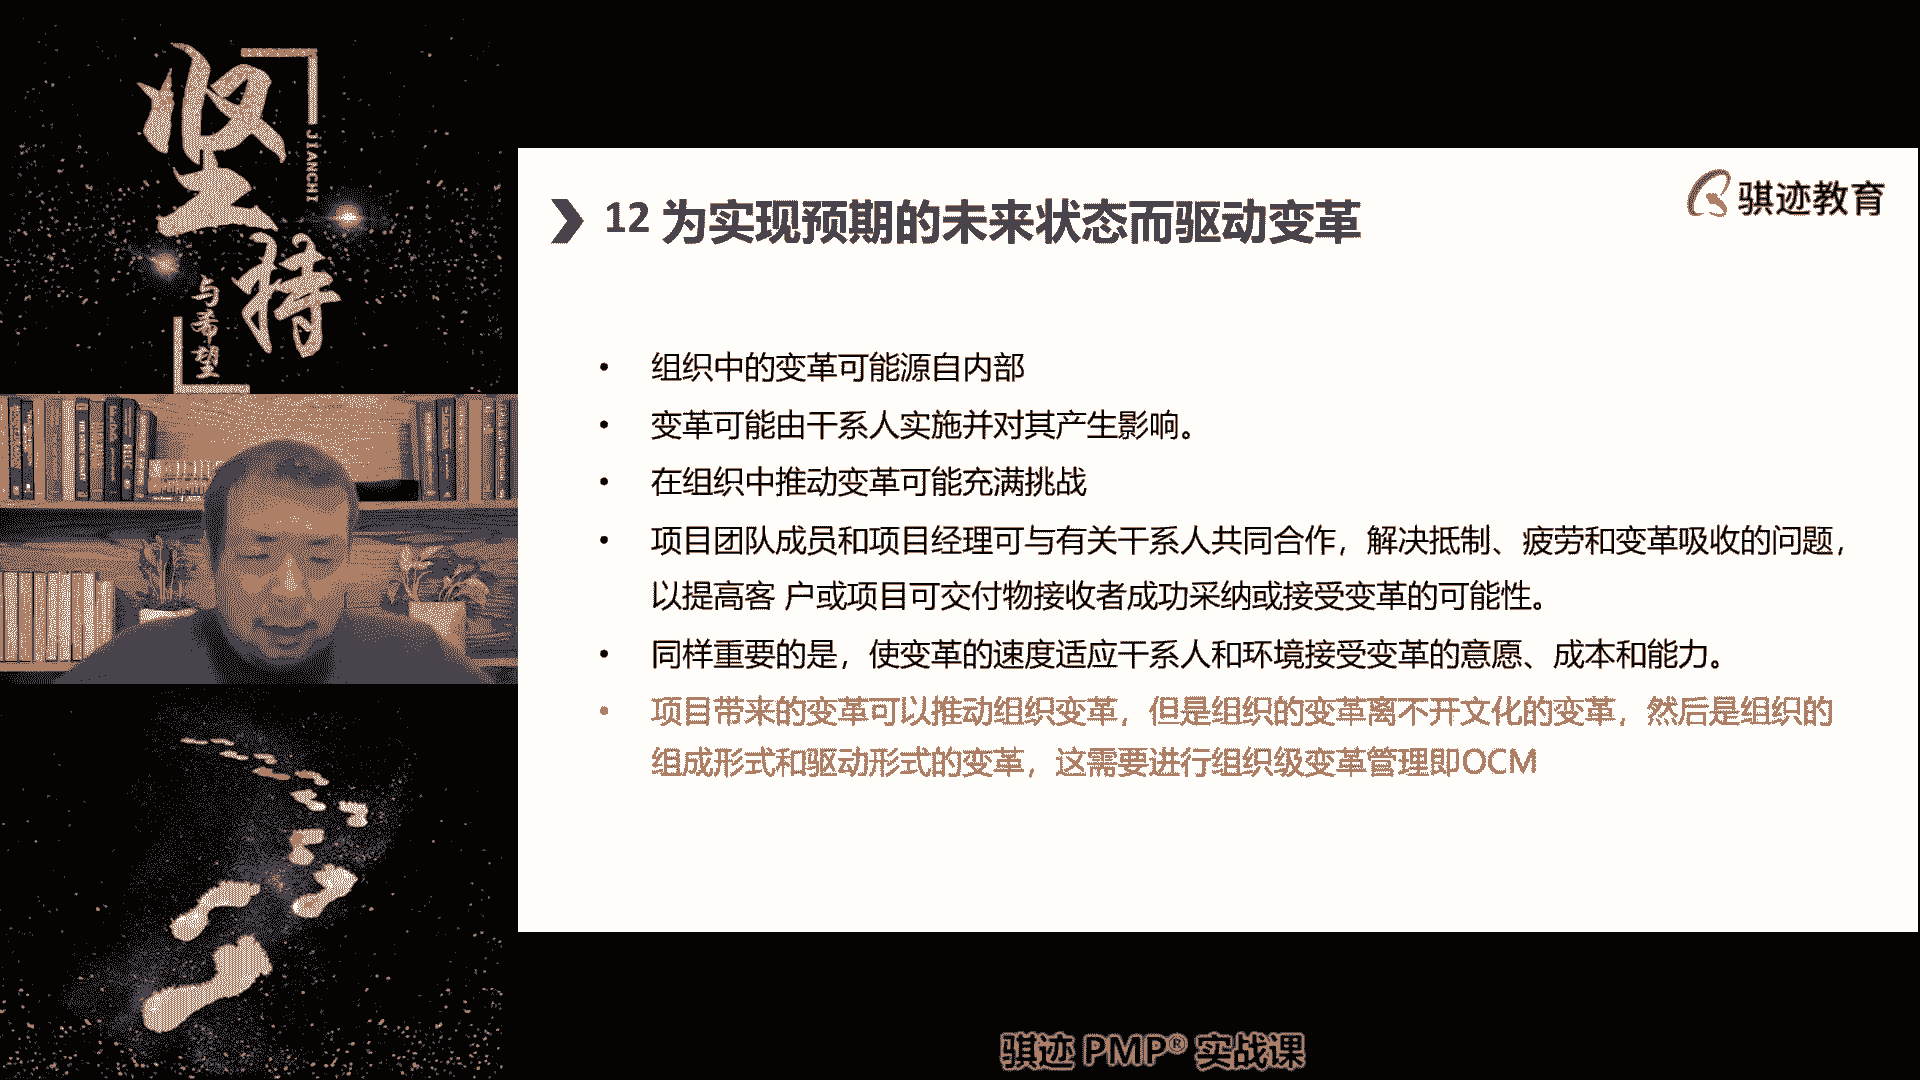 坚
持
JIANCHI
与希望
骐迹教育
12 为实现预期的未来状态而驱动变革
• 组织中的变革可能源自内部
• 变革可能由干系人实施并对其产生影响。
• 在组织中推动变革可能充满挑战
• 项目团队成员和项目经理可与有关干系人共同合作，解决抵制、疲劳和变革吸收的问题，
以提高客 户或项目可交付物接收者成功采纳或接受变革的可能性。
• 同样重要的是，使变革的速度适应干系人和环境接受变革的意愿、成本和能力。
• 项目带来的变革可以推动组织变革，但是组织的变革离不开文化的变革，然后是组织的
组成形式和驱动形式的变革，这需要进行组织级变革管理即OCM
骐迹 PMP® 实战课